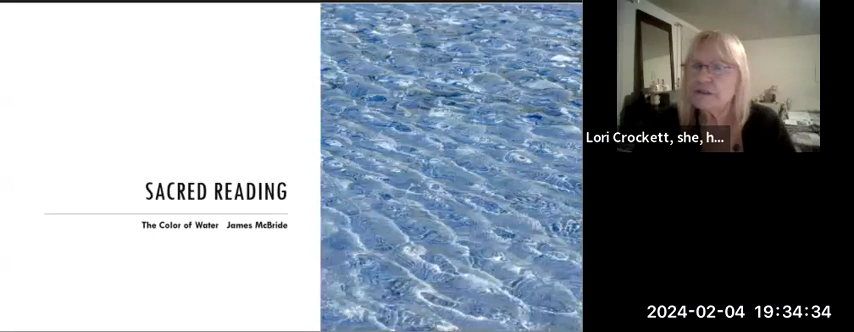 SACRED READING
The Color of Water James McBride
Lori Crockett, she, h...
2024-02-04 19:34:34